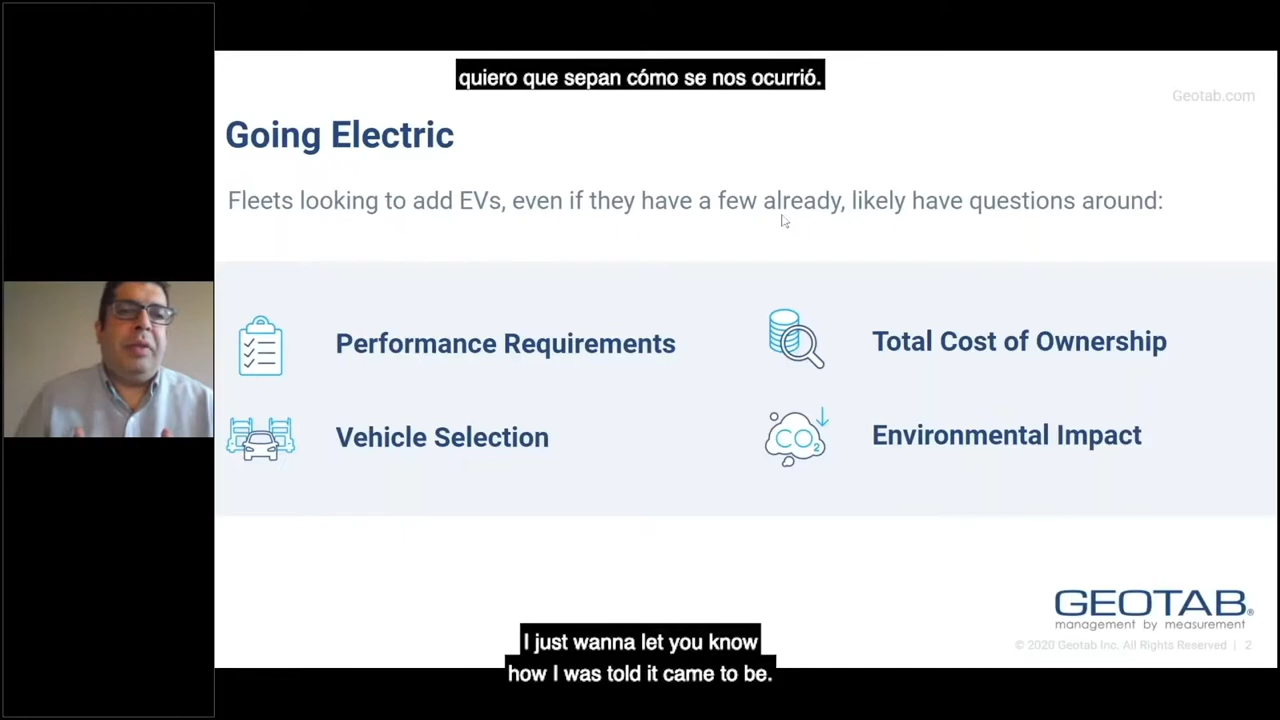 quiero que sepan cómo se nos ocurrió.
Geotab.com
Going Electric
Fleets looking to add EVs, even if they have a few already, likely have questions around:
Performance Requirements
Total Cost of Ownership
Vehicle Selection
CO2
Environmental Impact
GEOTAB®
management by measurement
© 2020 Geotab Inc. All Rights Reserved | 2
I just wanna let you know
how I was told it came to be.